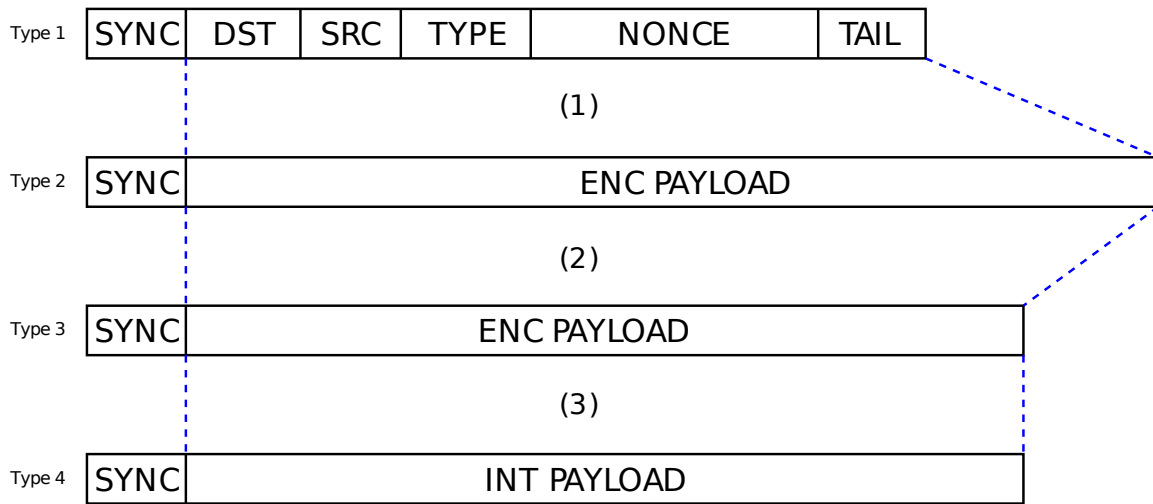 Type 1 SYNC DST SRC TYPE NONCE TAIL
(1)
Type 2 SYNC ENC PAYLOAD
(2)
Type 3 SYNC ENC PAYLOAD
(3)
Type 4 SYNC INT PAYLOAD